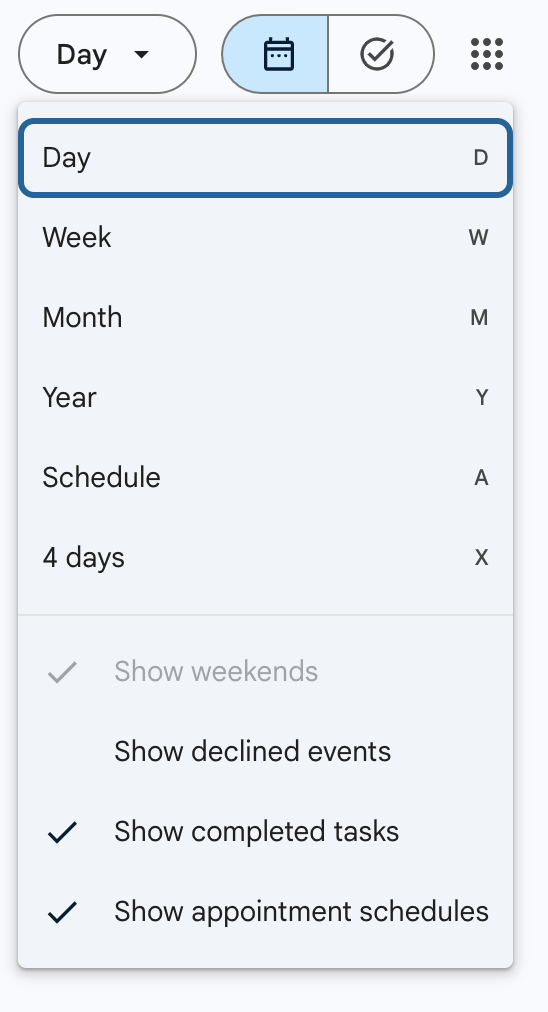 Day
Day D
Week W
Month M
Year Y
Schedule A
4 days X
Show weekends
Show declined events
Show completed tasks
Show appointment schedules